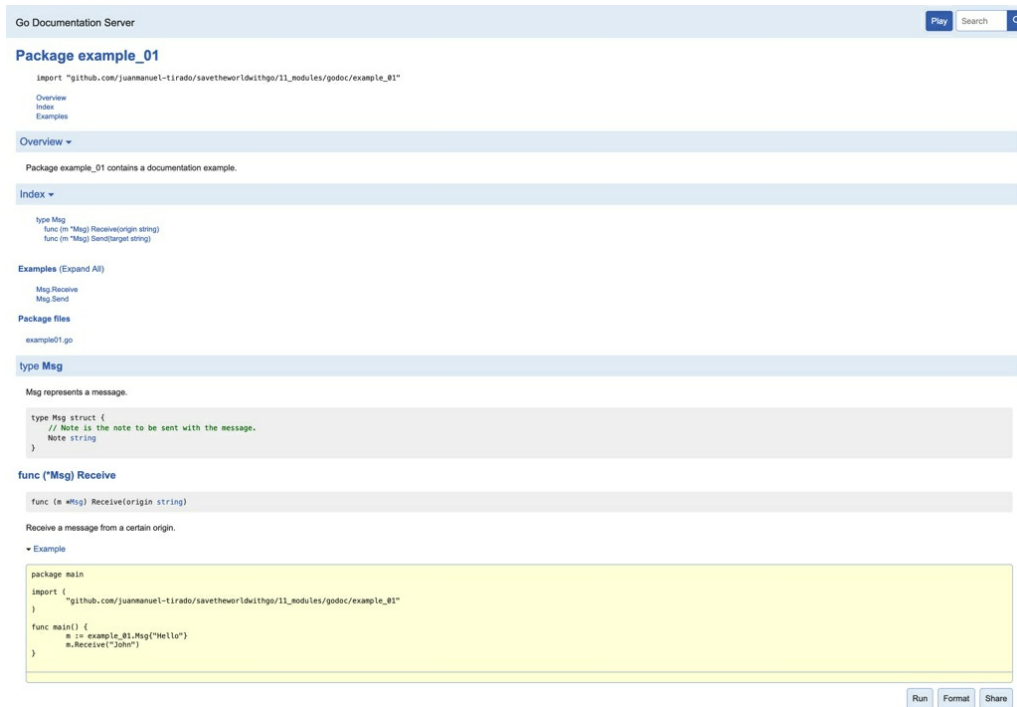 Go Documentation Server
Play
Search
Package example_01
import "github.com/juanmanuel-tirado/savetheworldwithgo/11_modules/godoc/example_01"
Overview
Index
Examples
Overview
Package example_01 contains a documentation example.
Index
type Msg
func (m *Msg) Receive(origin string)
func (m *Msg) Send(target string)
Examples (Expand All)
Msg.Receive
Msg.Send
Package files
example01.go
type Msg
Msg represents a message.
type Msg struct {
// Note is the note to be sent with the message.
Note string
}
func (*Msg) Receive
func (m *Msg) Receive(origin string)
Receive a message from a certain origin.
Example
package main
import (
"github.com/juanmanuel-tirado/savetheworldwithgo/11_modules/godoc/example_01"
)
func main() {
m := example_01.Msg{"Hello"}
m.Receive("John")
}
Run Format Share